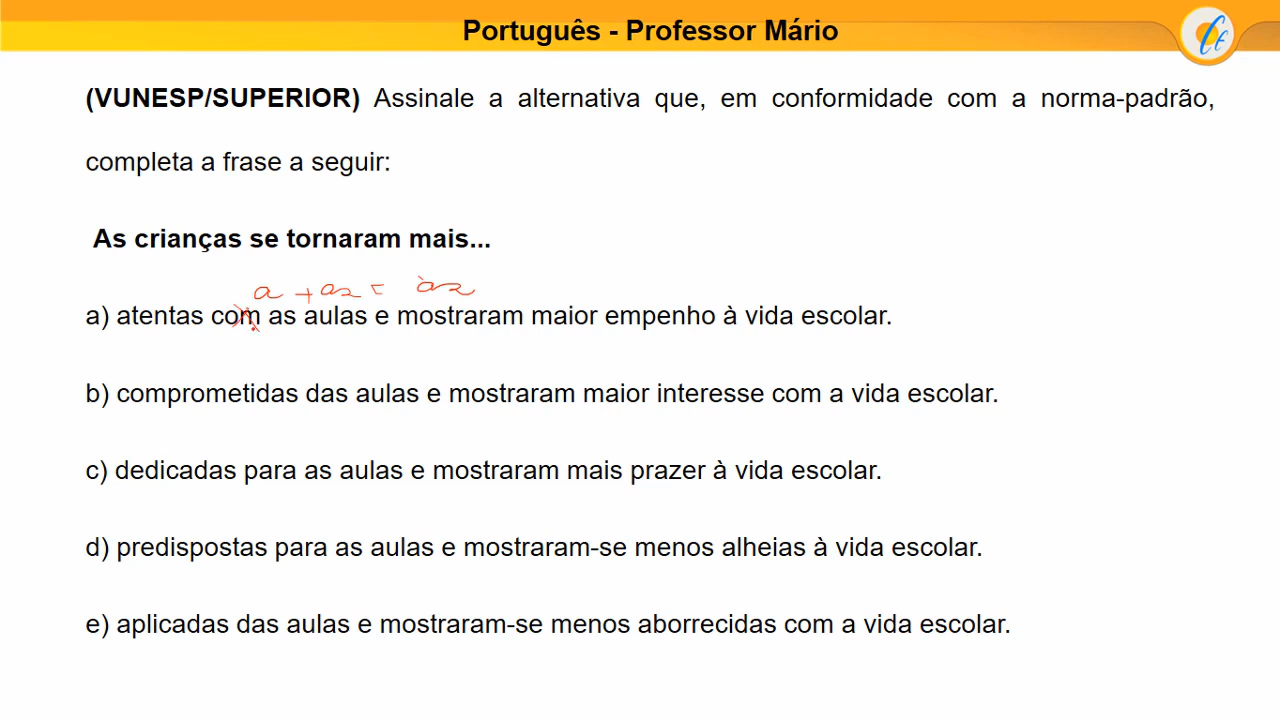 Português - Professor Mário
(VUNESP/SUPERIOR) Assinale a alternativa que, em conformidade com a norma-padrão,
completa a frase a seguir:
As crianças se tornaram mais...
a + as = às
a) atentas com as aulas e mostraram maior empenho à vida escolar.
b) comprometidas das aulas e mostraram maior interesse com a vida escolar.
c) dedicadas para as aulas e mostraram mais prazer à vida escolar.
d) predispostas para as aulas e mostraram-se menos alheias à vida escolar.
e) aplicadas das aulas e mostraram-se menos aborrecidas com a vida escolar.